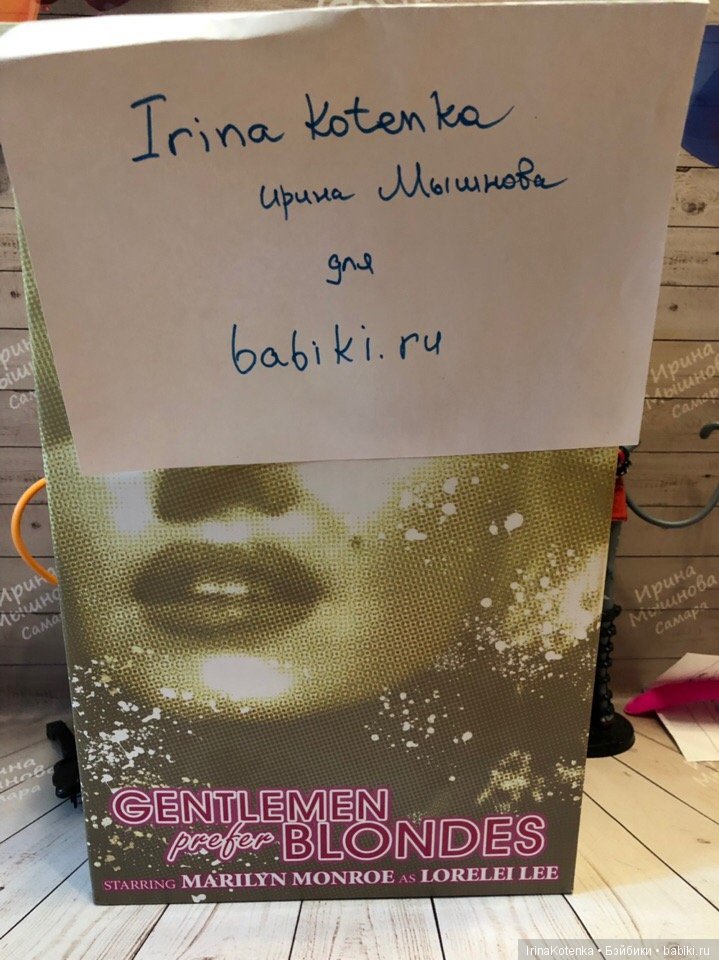 Irina Kotenka
ирина Мышнова
для
babiki.ru
GENTLEMEN
prefer BLONDES
STARRING MARILYN MONROE AS LORELEI LEE
Ирина
Мышнова
Самара
Ирина
Мышнова
Самара
Ирина
Мышнова
Самара
Ирина
Мышнова
Самара
IrinaKotenka • Бэйбики • babiki.ru